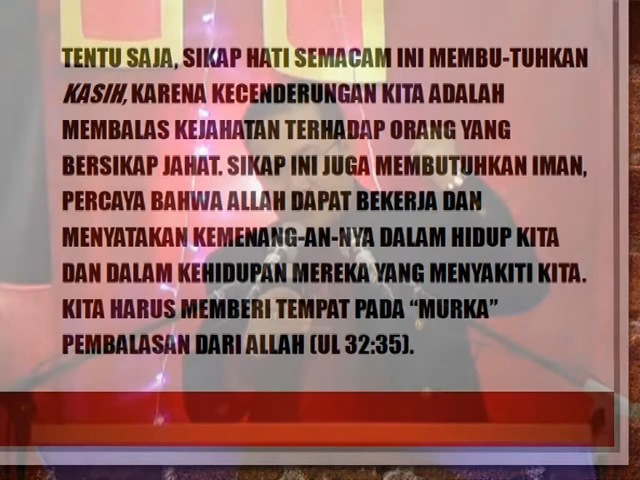 TENTU SAJA, SIKAP HATI SEMACAM INI MEMBU-TUHKAN
KASIH, KARENA KECENDERUNGAN KITA ADALAH
MEMBALAS KEJAHATAN TERHADAP ORANG YANG
BERSIKAP JAHAT. SIKAP INI JUGA MEMBUTUHKAN IMAN,
PERCAYA BAHWA ALLAH DAPAT BEKERJA DAN
MENYATAKAN KEMENANG-AN-NYA DALAM HIDUP KITA
DAN DALAM KEHIDUPAN MEREKA YANG MENYAKITI KITA.
KITA HARUS MEMBERI TEMPAT PADA “MURKA”
PEMBALASAN DARI ALLAH (UL 32:35).